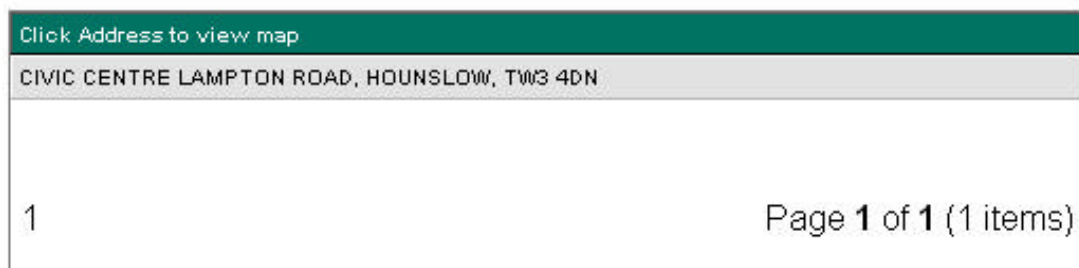 Click Address to view map
CIVIC CENTRE LAMPTON ROAD, HOUNSLOW, TW3 4DN
1 Page 1 of 1 (1 items)